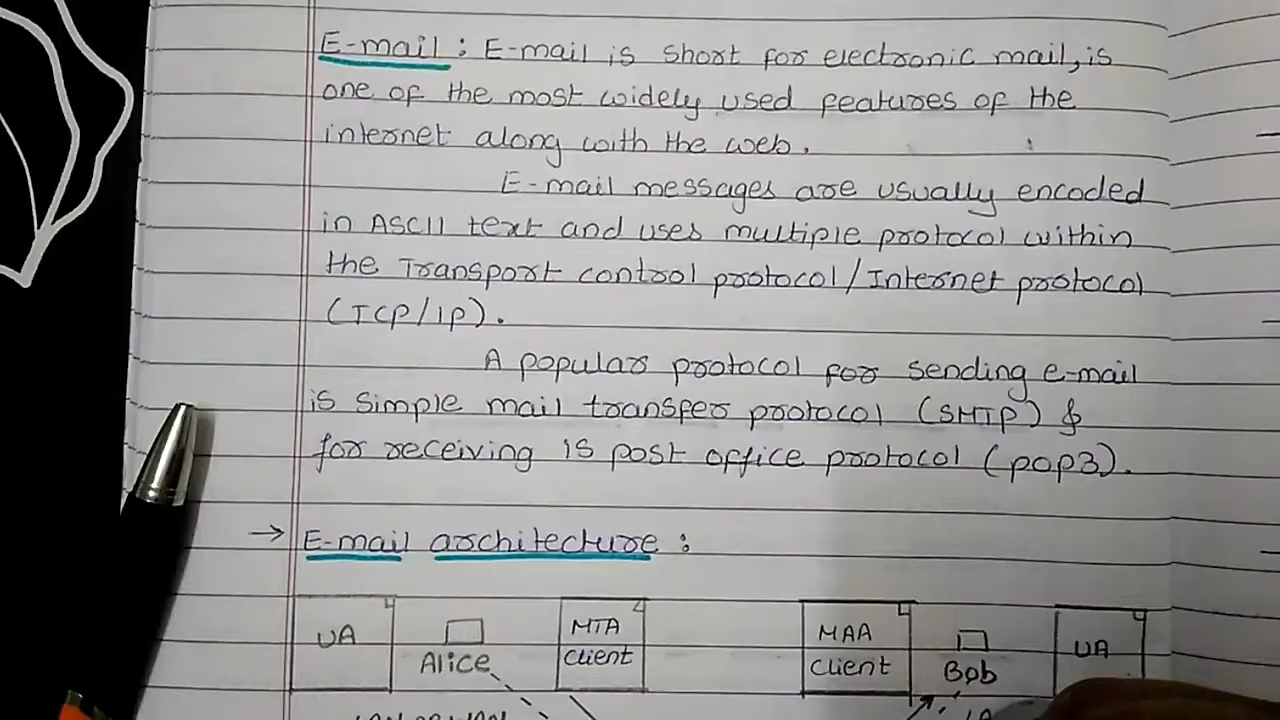 E-mail : E-mail is short for electronic mail, is
one of the most widely used features of the
internet along with the web.
E-mail messages are usually encoded
in ASCII text and uses multiple protocol within
the Transport control protocol/Internet protocol
(TCP/IP).
A popular protocol for sending e-mail
is simple mail transfer protocol (SMTP) &
for receiving is post office protocol (POP3).
→ E-mail architecture :
UA
Alice
MTA
client
MAA
client
Bob
UA